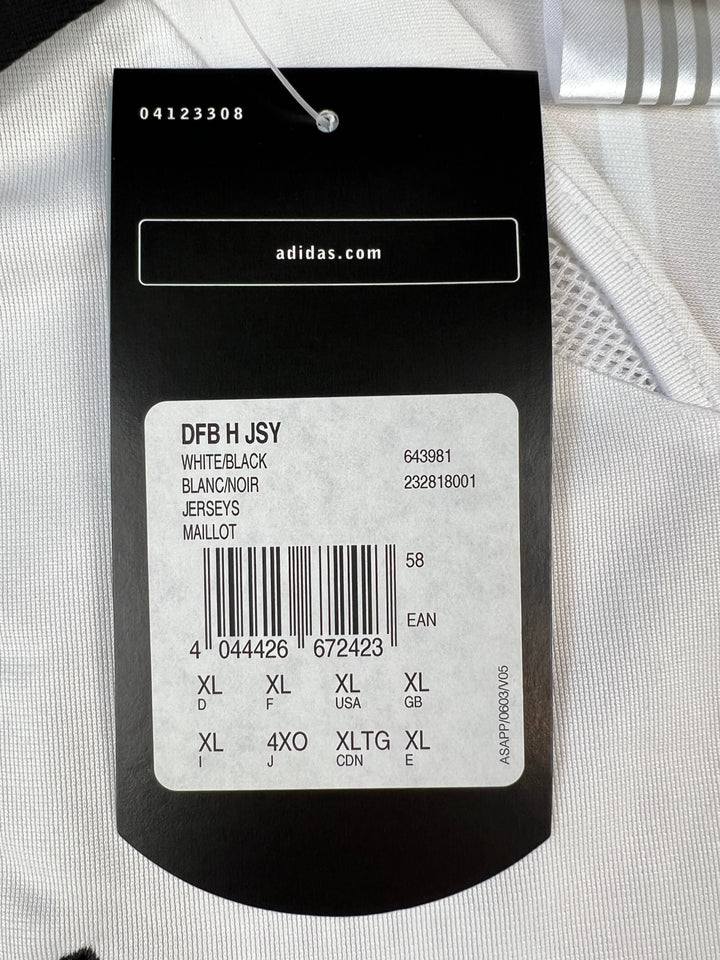 04123308
adidas.com
DFB H JSY
WHITE/BLACK 643981
BLANC/NOIR 232818001
JERSEYS
MAILLOT
58
EAN
4 044426 672423
XL XL XL XL
D F USA GB
XL 4XO XLTG XL
I J CDN E
ASAPP/0603/V05